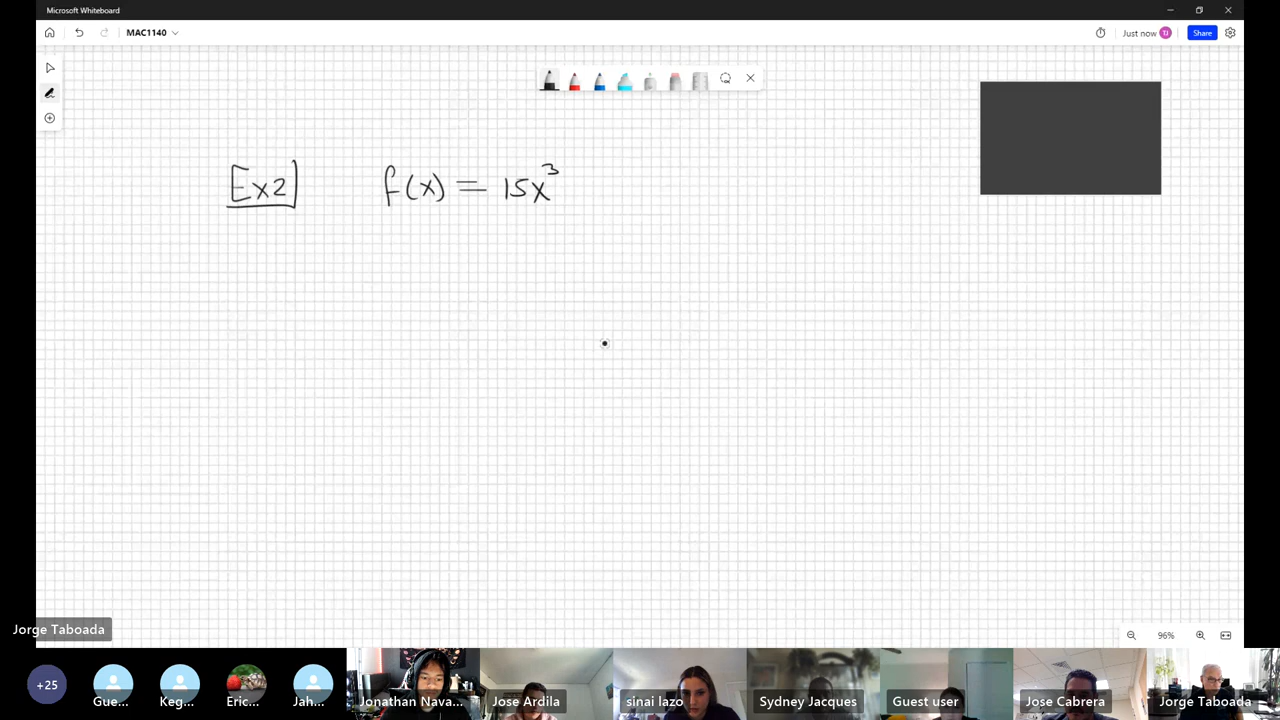 Microsoft Whiteboard
MAC1140
Just now TJ Share
Ex2 f(x) = 15x³
96%
Jorge Taboada
+25 Gue... Keg... Eric... Jah... Jonathan Nava... Jose Ardila sinai lazo Sydney Jacques Guest user Jose Cabrera Jorge Taboada